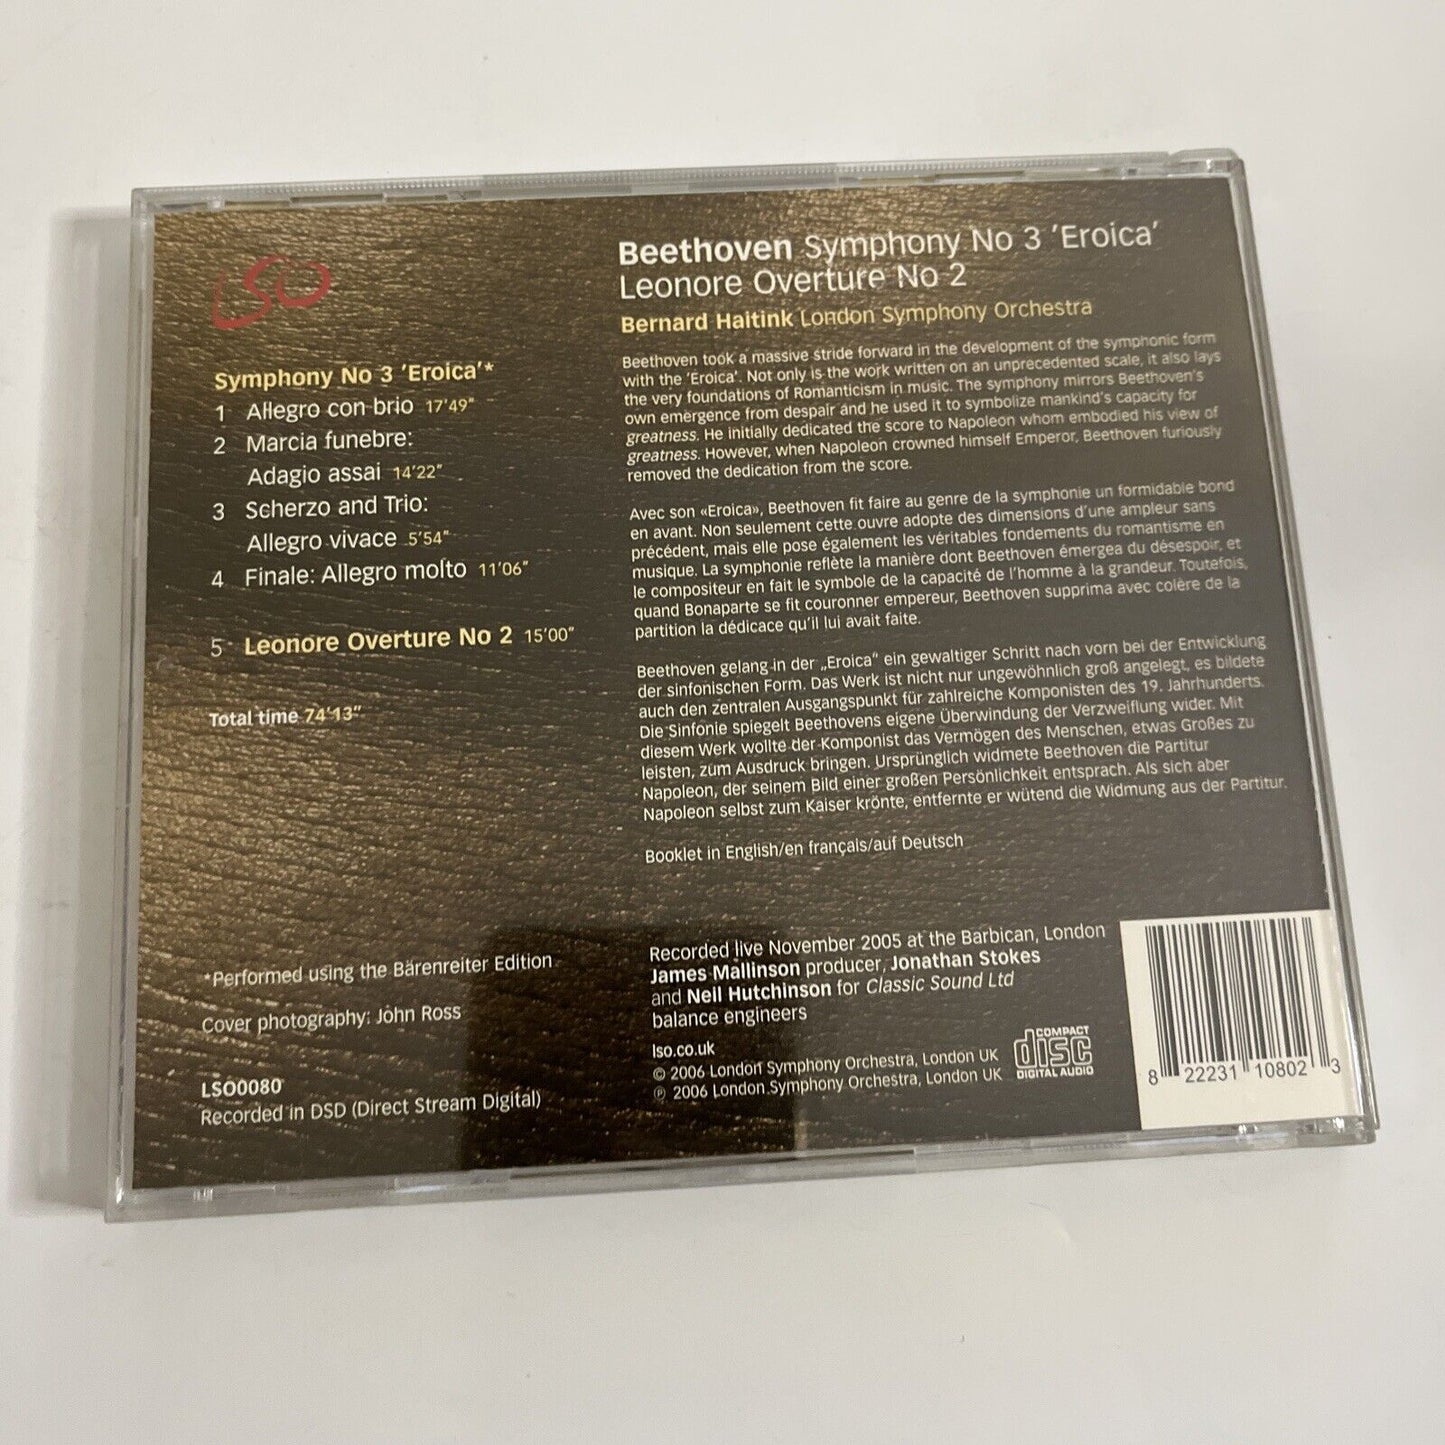 LSO
Symphony No 3 'Eroica'*
1 Allegro con brio 17'49"
2 Marcia funebre:
Adagio assai 14'22"
3 Scherzo and Trio:
Allegro vivace 5'54"
4 Finale: Allegro molto 11'06"
5 Leonore Overture No 2 15'00"
Total time 74'13"
*Performed using the Bärenreiter Edition
Cover photography: John Ross
LSO0080
Recorded in DSD (Direct Stream Digital)
Beethoven Symphony No 3 'Eroica'
Leonore Overture No 2
Bernard Haitink London Symphony Orchestra
Beethoven took a massive stride forward in the development of the symphonic form
with the 'Eroica'. Not only is the work written on an unprecedented scale, it also lays
the very foundations of Romanticism in music. The symphony mirrors Beethoven's
own emergence from despair and he used it to symbolize mankind's capacity for
greatness. He initially dedicated the score to Napoleon whom embodied his view of
greatness. However, when Napoleon crowned himself Emperor, Beethoven furiously
removed the dedication from the score.
Avec son «Eroica», Beethoven fit faire au genre de la symphonie un formidable bond
en avant. Non seulement cette ouvre adopte des dimensions d'une ampleur sans
précédent, mais elle pose également les véritables fondements du romantisme en
musique. La symphonie reflète la manière dont Beethoven émergea du désespoir, et
le compositeur en fait le symbole de la capacité de l'homme à la grandeur. Toutefois,
quand Bonaparte se fit couronner empereur, Beethoven supprima avec colère de la
partition la dédicace qu'il lui avait faite.
Beethoven gelang in der „Eroica" ein gewaltiger Schritt nach vorn bei der Entwicklung
der sinfonischen Form. Das Werk ist nicht nur ungewöhnlich groß angelegt, es bildete
auch den zentralen Ausgangspunkt für zahlreiche Komponisten des 19. Jahrhunderts.
Die Sinfonie spiegelt Beethovens eigene Überwindung der Verzweiflung wider. Mit
diesem Werk wollte der Komponist das Vermögen des Menschen, etwas Großes zu
leisten, zum Ausdruck bringen. Ursprünglich widmete Beethoven die Partitur
Napoleon, der seinem Bild einer großen Persönlichkeit entsprach. Als sich aber
Napoleon selbst zum Kaiser krönte, entfernte er wütend die Widmung aus der Partitur.
Booklet in English/en français/auf Deutsch
Recorded live November 2005 at the Barbican, London
James Mallinson producer, Jonathan Stokes
and Neil Hutchinson for Classic Sound Ltd
balance engineers
lso.co.uk
© 2006 London Symphony Orchestra, London UK
℗ 2006 London Symphony Orchestra, London UK
COMPACT
disc
DIGITAL AUDIO
8 22231 10802 3